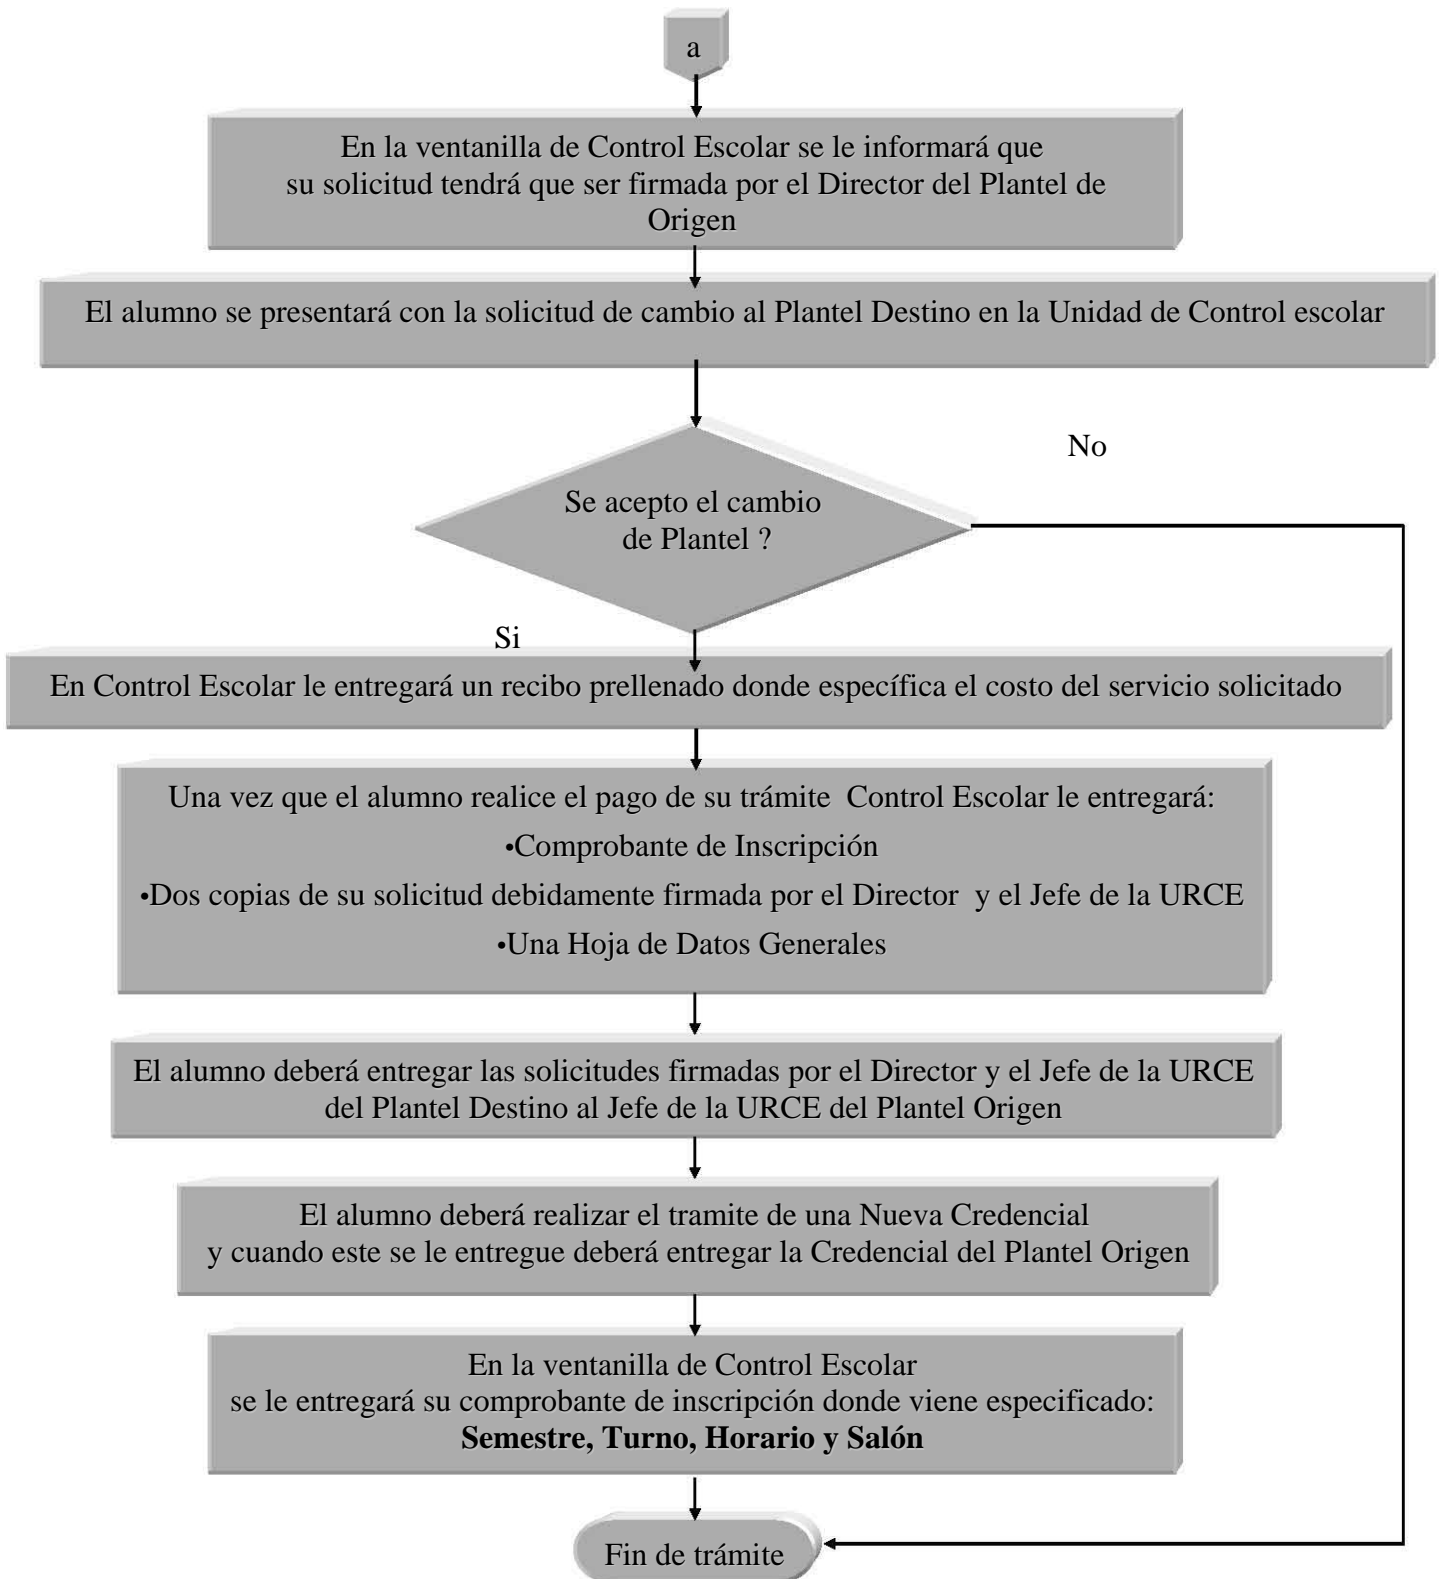 a
En la ventanilla de Control Escolar se le informará que
su solicitud tendrá que ser firmada por el Director del Plantel de
Origen
El alumno se presentará con la solicitud de cambio al Plantel Destino en la Unidad de Control escolar
No
Se acepto el cambio
de Plantel ?
Si
En Control Escolar le entregará un recibo prellenado donde específica el costo del servicio solicitado
Una vez que el alumno realice el pago de su trámite Control Escolar le entregará:
•Comprobante de Inscripción
•Dos copias de su solicitud debidamente firmada por el Director y el Jefe de la URCE
•Una Hoja de Datos Generales
El alumno deberá entregar las solicitudes firmadas por el Director y el Jefe de la URCE
del Plantel Destino al Jefe de la URCE del Plantel Origen
El alumno deberá realizar el tramite de una Nueva Credencial
y cuando este se le entregue deberá entregar la Credencial del Plantel Origen
En la ventanilla de Control Escolar
se le entregará su comprobante de inscripción donde viene especificado:
Semestre, Turno, Horario y Salón
Fin de trámite